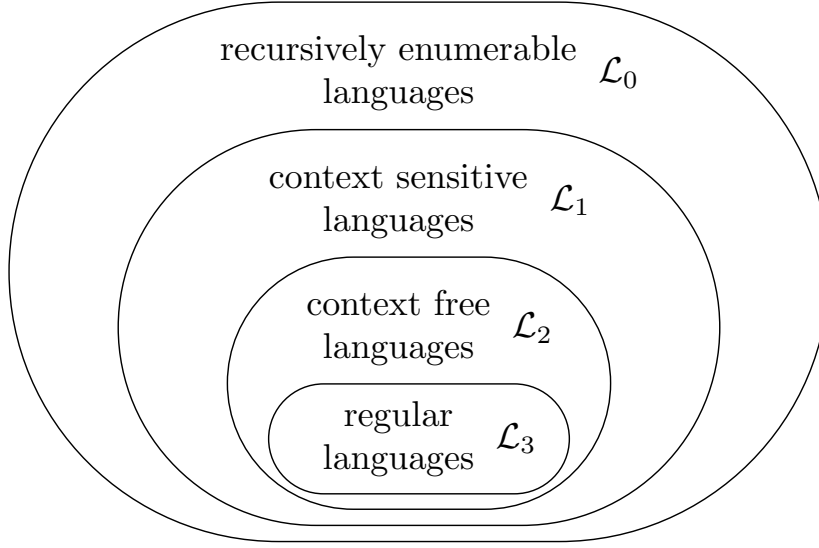 recursively enumerable
languages
ℒ₀
context sensitive
languages
ℒ₁
context free
languages
ℒ₂
regular
languages
ℒ₃